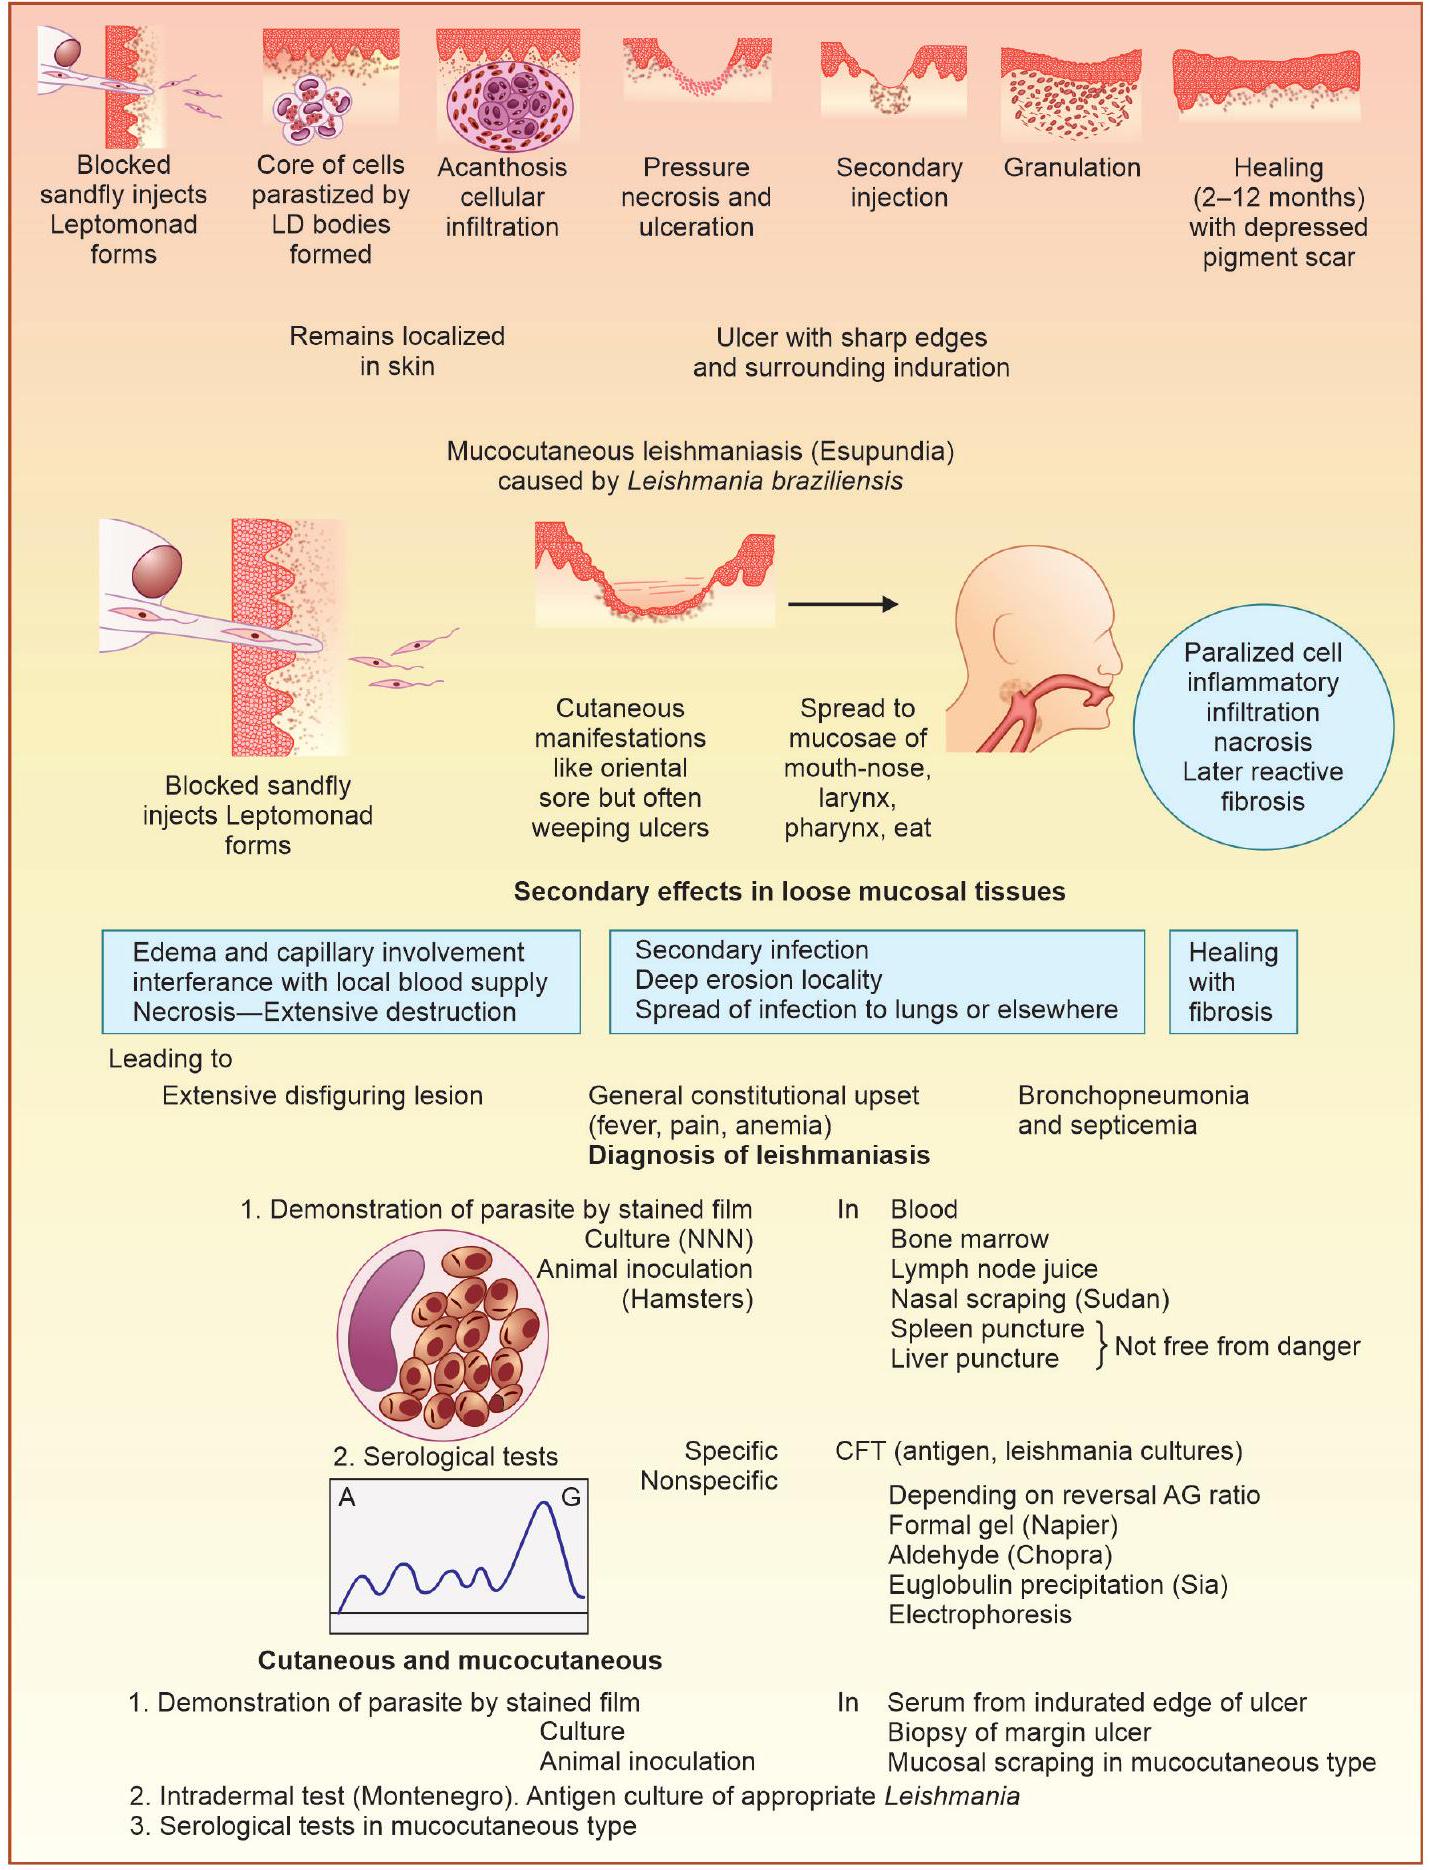 Blocked
sandfly injects
Leptomonad
forms
Core of cells
parastized by
LD bodies
formed
Acanthosis
cellular
infiltration
Pressure
necrosis and
ulceration
Secondary
injection
Granulation
Healing
(2–12 months)
with depressed
pigment scar
Remains localized
in skin
Ulcer with sharp edges
and surrounding induration
Mucocutaneous leishmaniasis (Esupundia)
caused by Leishmania braziliensis
Blocked sandfly
injects Leptomonad
forms
Cutaneous
manifestations
like oriental
sore but often
weeping ulcers
Spread to
mucosae of
mouth-nose,
larynx,
pharynx, eat
Paralized cell
inflammatory
infiltration
nacrosis
Later reactive
fibrosis
Secondary effects in loose mucosal tissues
Edema and capillary involvement
interferance with local blood supply
Necrosis—Extensive destruction
Secondary infection
Deep erosion locality
Spread of infection to lungs or elsewhere
Healing
with
fibrosis
Leading to
Extensive disfiguring lesion
General constitutional upset
(fever, pain, anemia)
Bronchopneumonia
and septicemia
Diagnosis of leishmaniasis
1. Demonstration of parasite by stained film
Culture (NNN)
Animal inoculation
(Hamsters)
In
Blood
Bone marrow
Lymph node juice
Nasal scraping (Sudan)
Spleen puncture
Liver puncture
} Not free from danger
2. Serological tests
A
G
Specific
Nonspecific
CFT (antigen, leishmania cultures)
Depending on reversal AG ratio
Formal gel (Napier)
Aldehyde (Chopra)
Euglobulin precipitation (Sia)
Electrophoresis
Cutaneous and mucocutaneous
1. Demonstration of parasite by stained film
Culture
Animal inoculation
In
Serum from indurated edge of ulcer
Biopsy of margin ulcer
Mucosal scraping in mucocutaneous type
2. Intradermal test (Montenegro). Antigen culture of appropriate Leishmania
3. Serological tests in mucocutaneous type